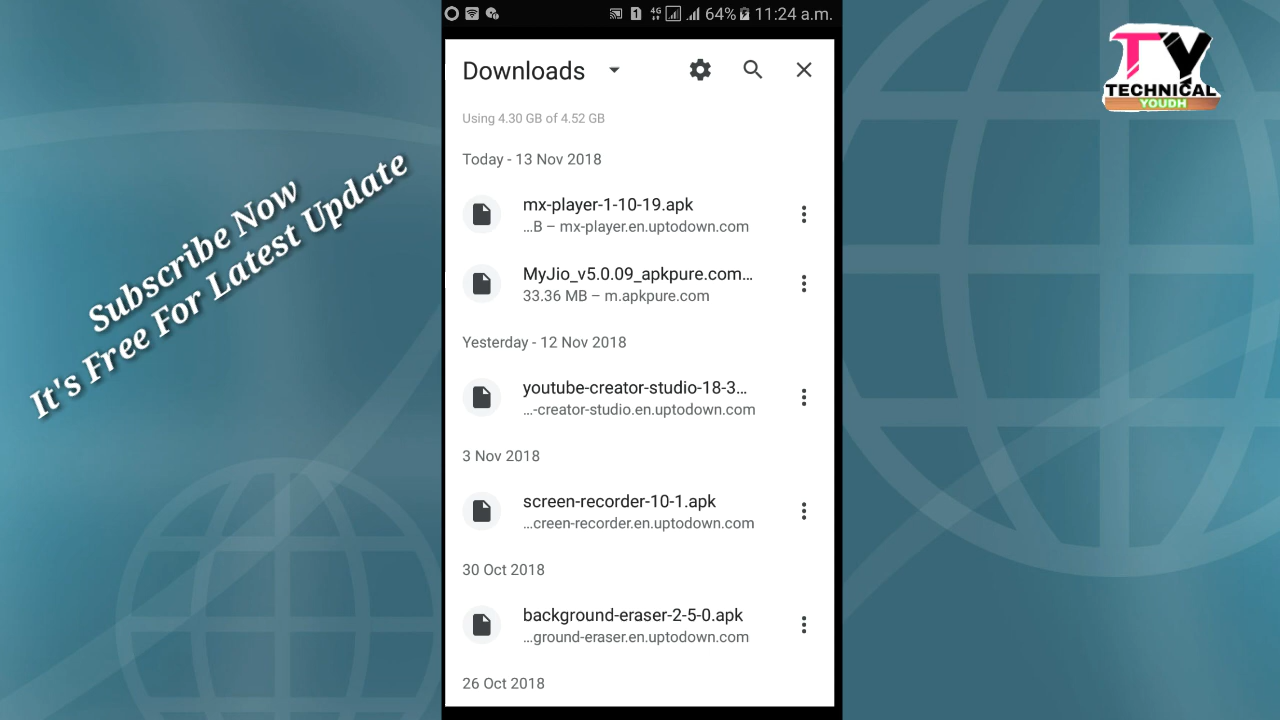 1 4G 64% 11:24 a.m.
Downloads
Using 4.30 GB of 4.52 GB
Today - 13 Nov 2018
mx-player-1-10-19.apk
...B – mx-player.en.uptodown.com
MyJio_v5.0.09_apkpure.com...
33.36 MB – m.apkpure.com
Yesterday - 12 Nov 2018
youtube-creator-studio-18-3...
...-creator-studio.en.uptodown.com
3 Nov 2018
screen-recorder-10-1.apk
...creen-recorder.en.uptodown.com
30 Oct 2018
background-eraser-2-5-0.apk
...ground-eraser.en.uptodown.com
26 Oct 2018
Subscribe Now
It's Free For Latest Update
TY
TECHNICAL
YOUDH